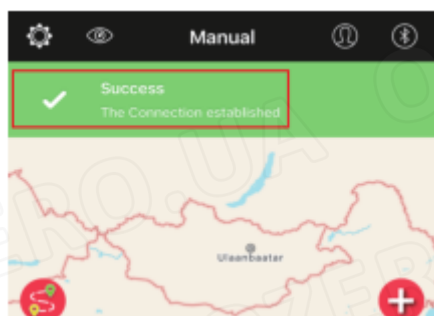 Manual
Success
The Connection established
Ulaanbaatar